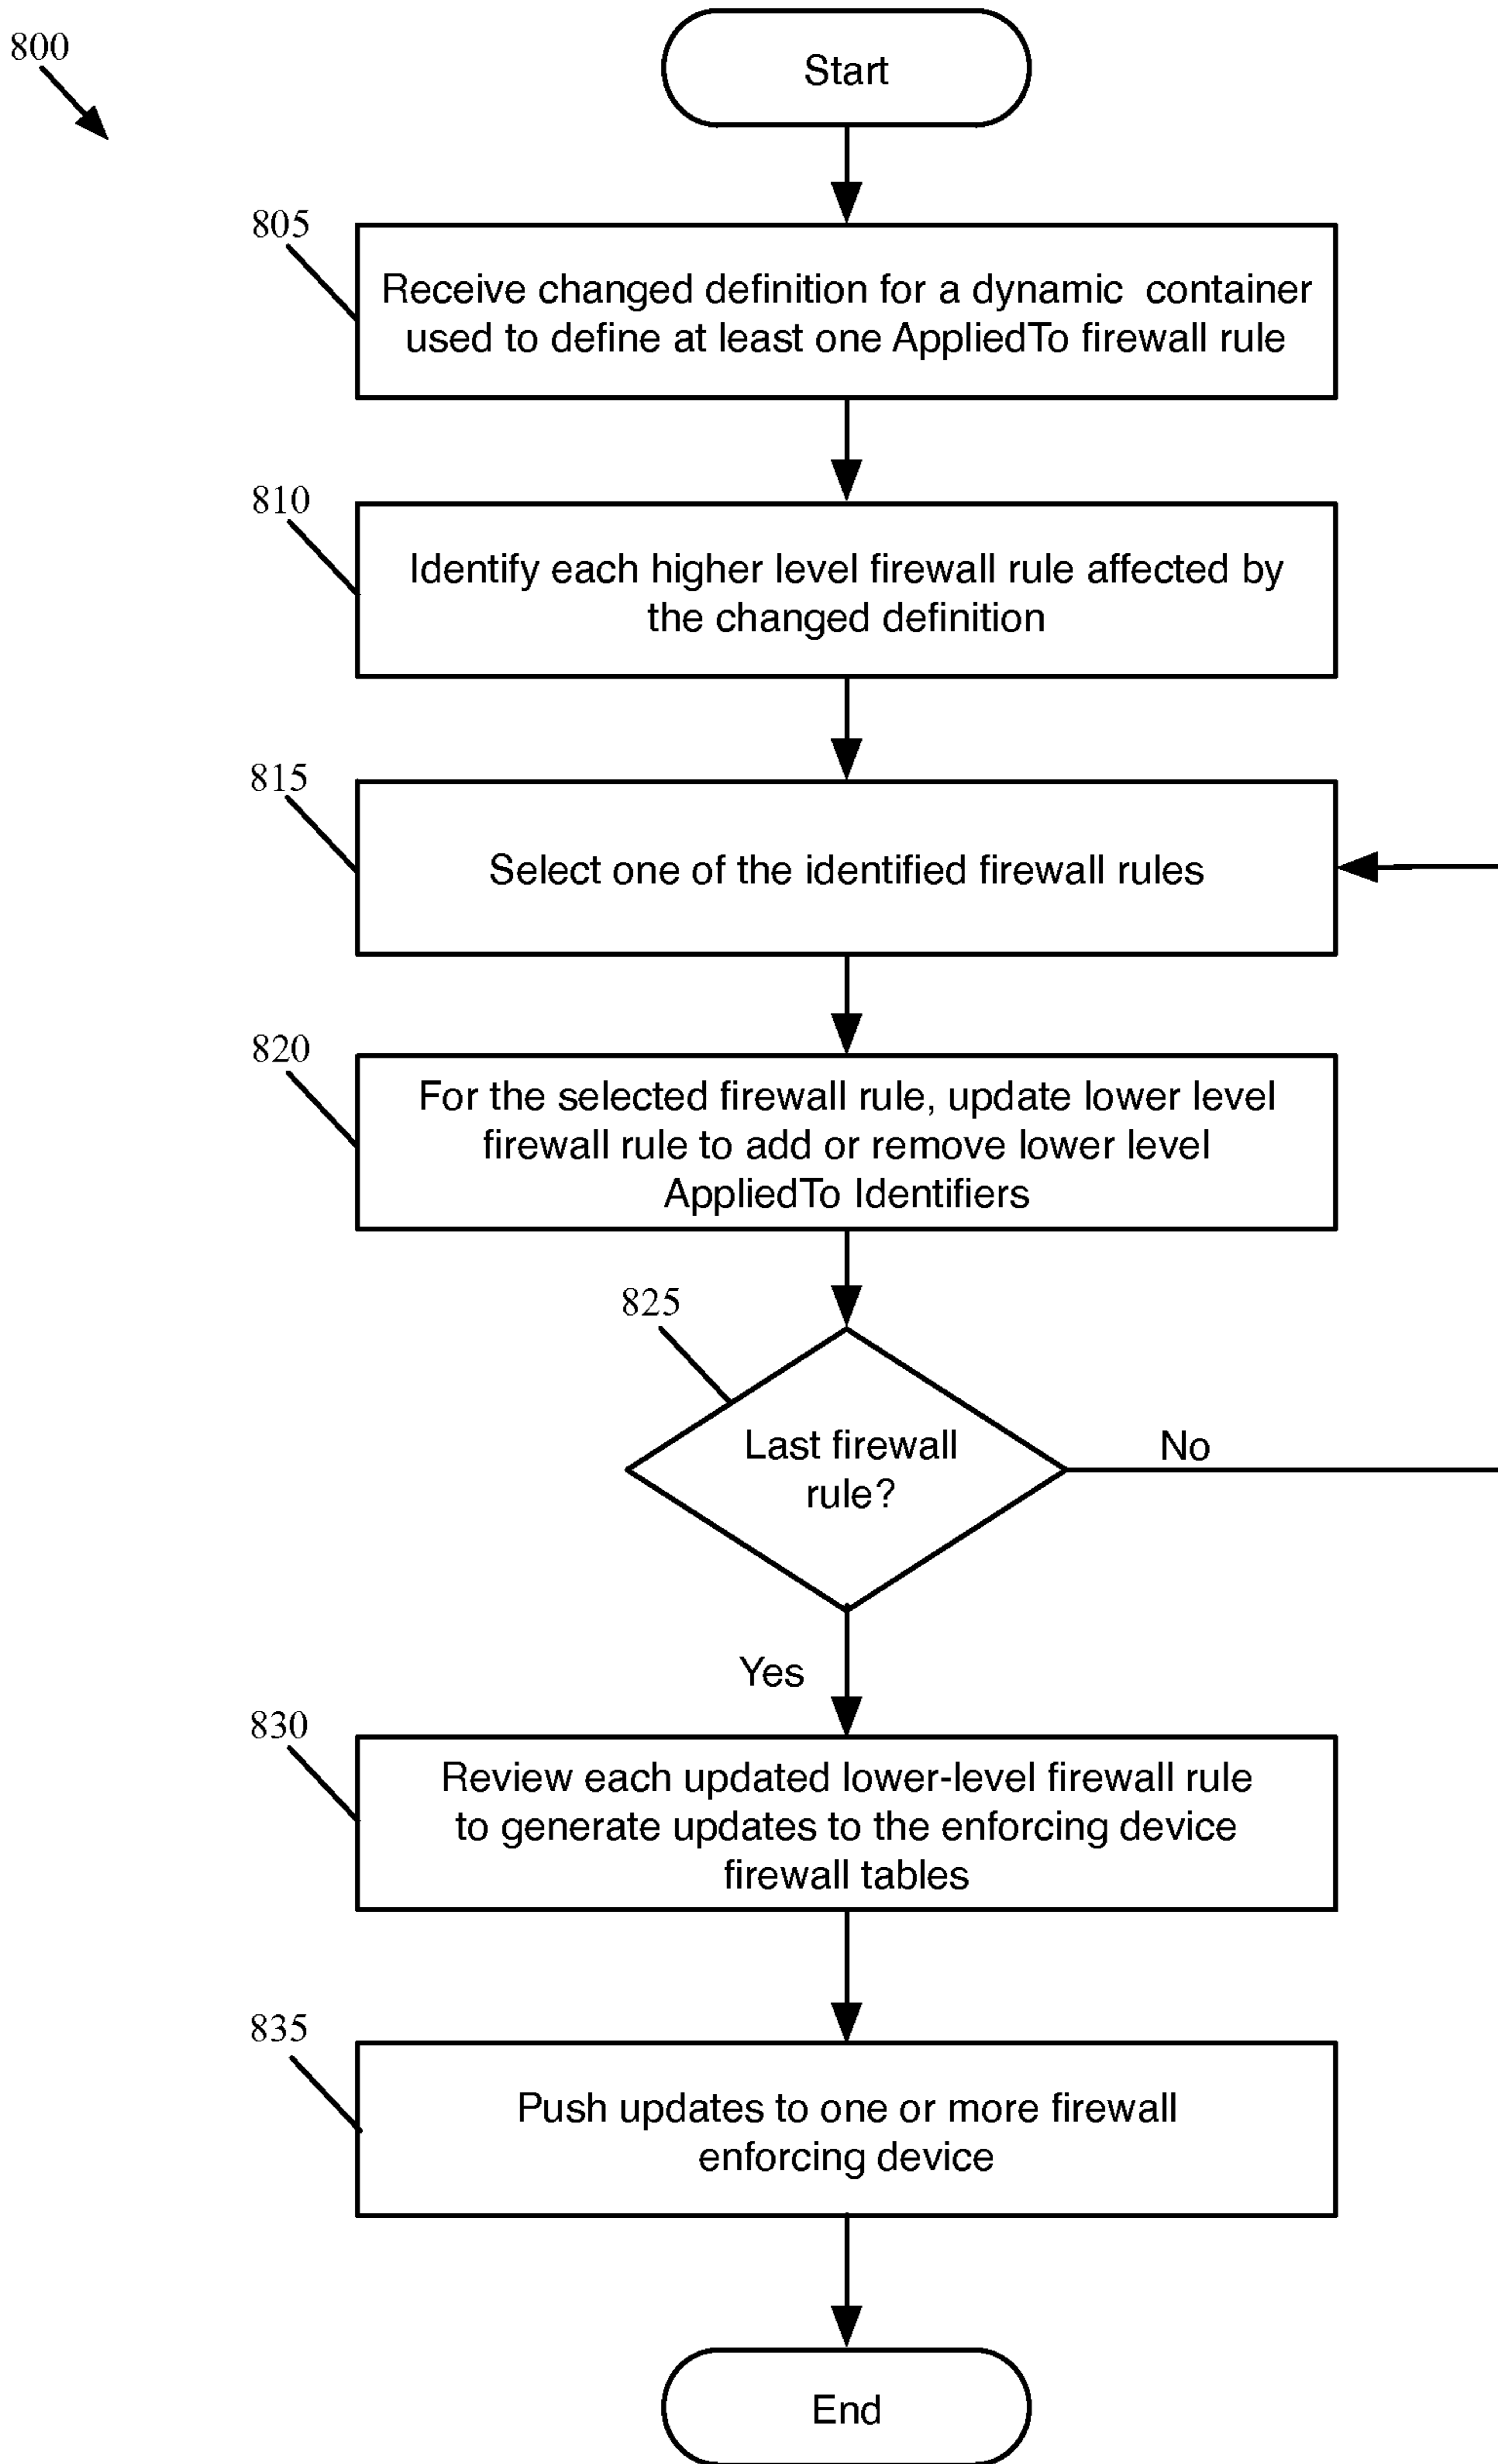 800
Start
805
Receive changed definition for a dynamic container
used to define at least one AppliedTo firewall rule
810
Identify each higher level firewall rule affected by
the changed definition
815
Select one of the identified firewall rules
820
For the selected firewall rule, update lower level
firewall rule to add or remove lower level
AppliedTo Identifiers
825
Last firewall
rule?
No
Yes
830
Review each updated lower-level firewall rule
to generate updates to the enforcing device
firewall tables
835
Push updates to one or more firewall
enforcing device
End